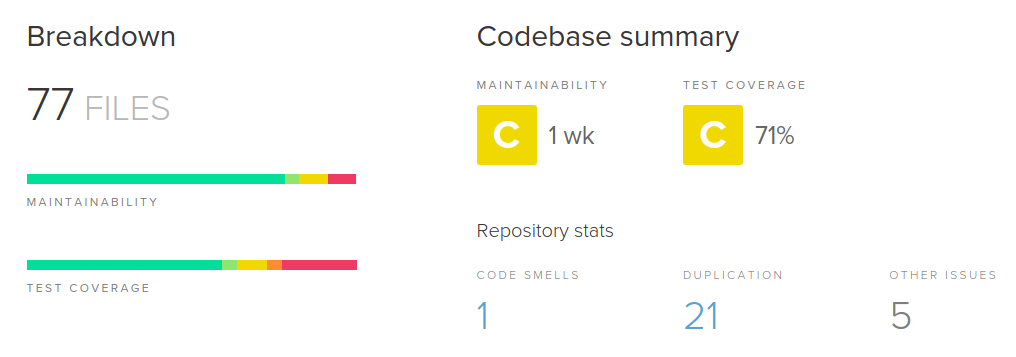 Breakdown
77 FILES
MAINTAINABILITY
TEST COVERAGE
Codebase summary
MAINTAINABILITY
C 1 wk
TEST COVERAGE
C 71%
Repository stats
CODE SMELLS
1
DUPLICATION
21
OTHER ISSUES
5